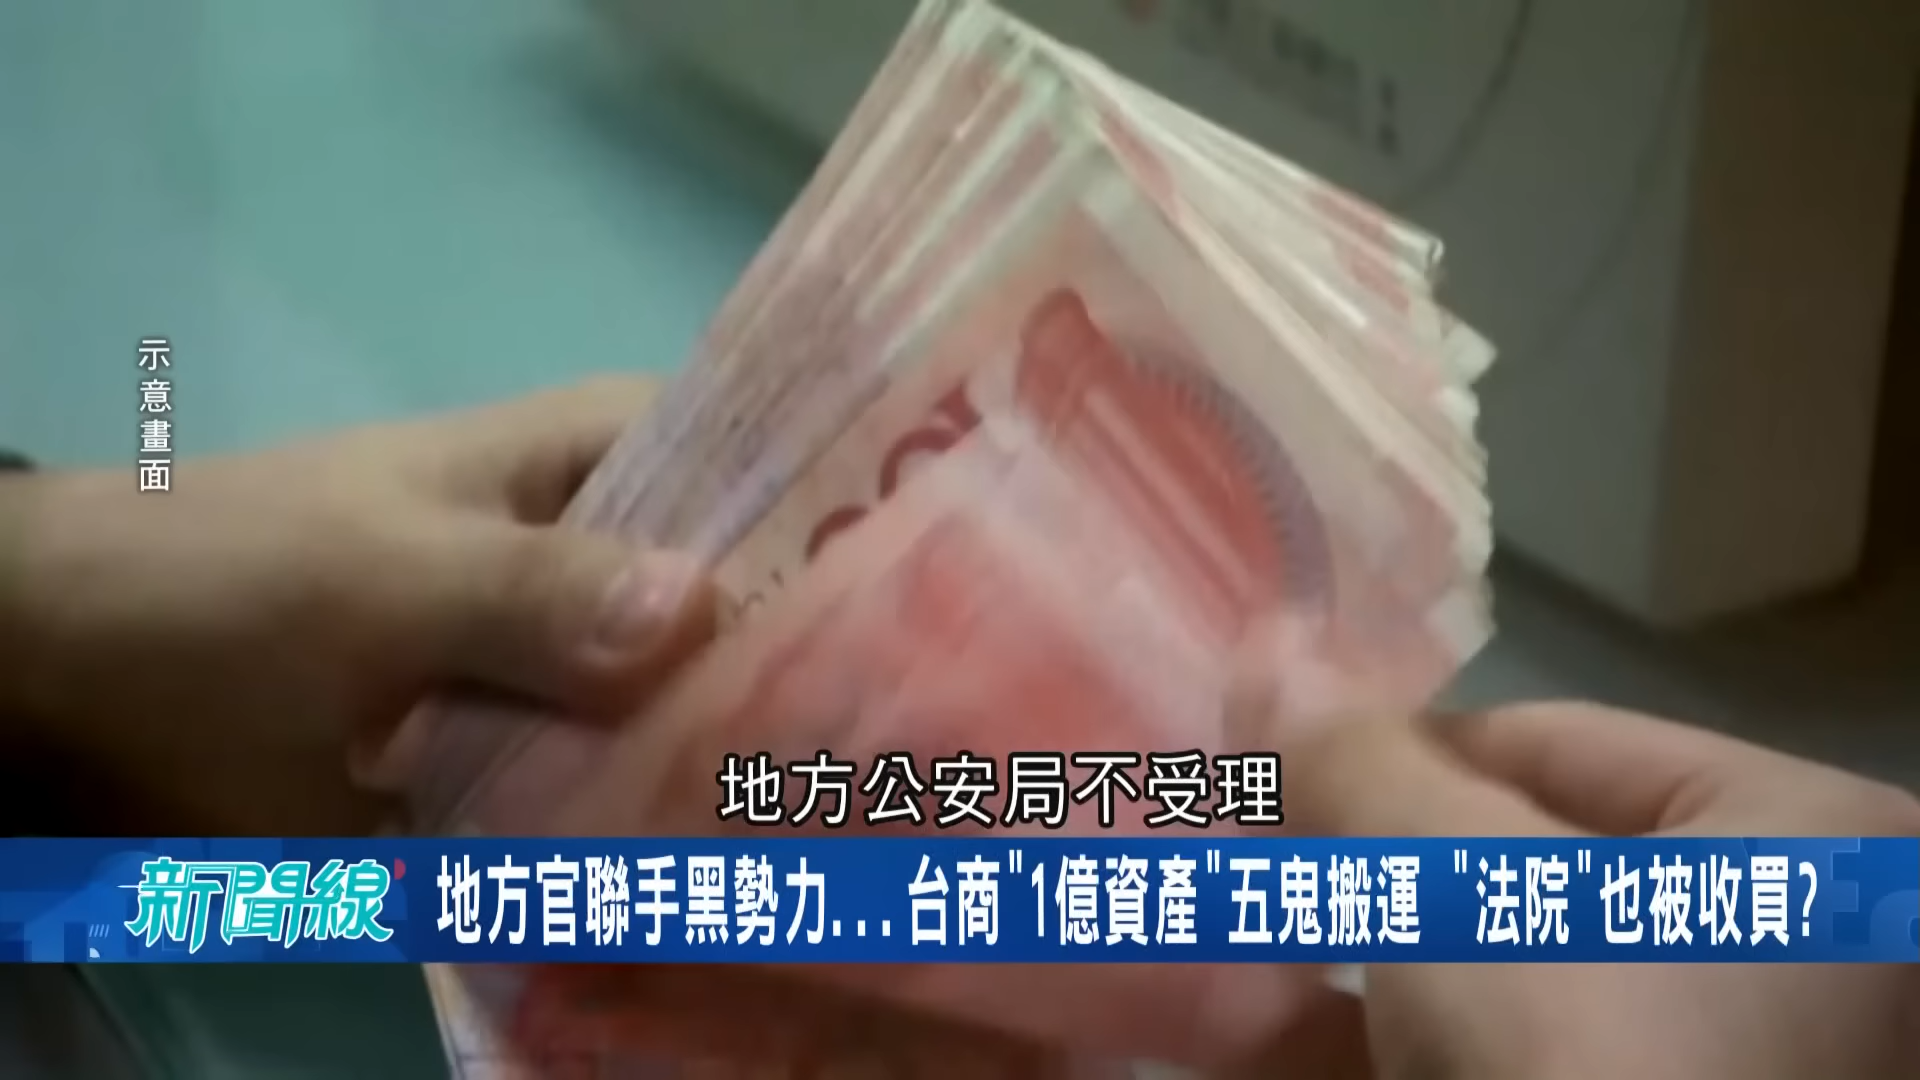 示意畫面
地方公安局不受理
新聞線
地方官聯手黑勢力...台商"1億資產"五鬼搬運 "法院"也被收買?